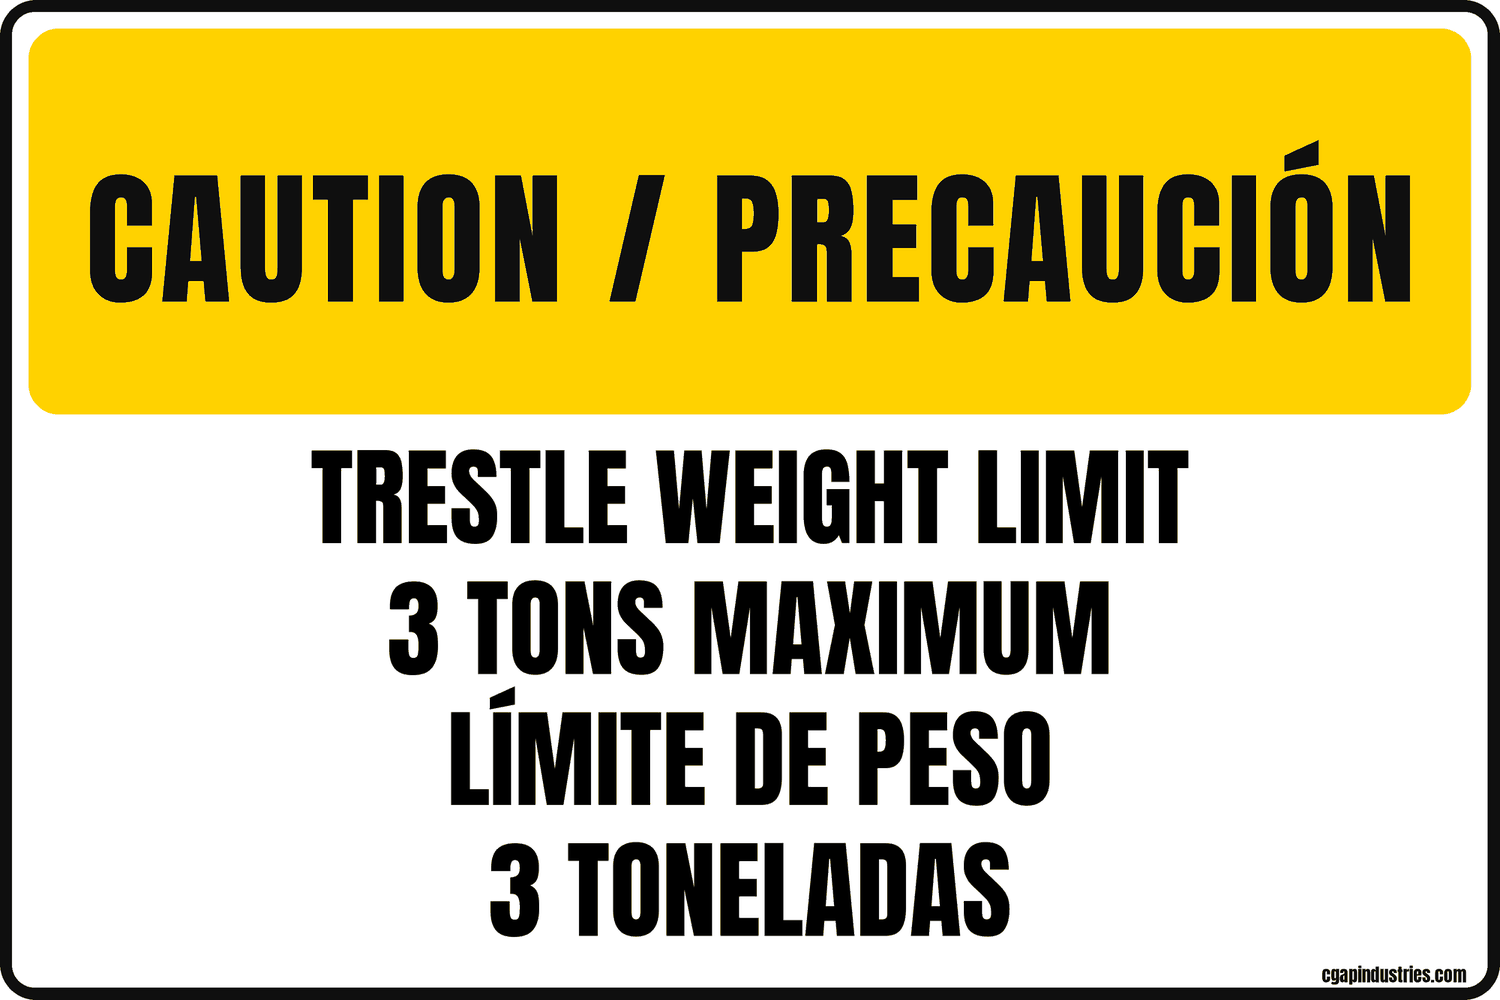 CAUTION / PRECAUCIÓN
TRESTLE WEIGHT LIMIT
3 TONS MAXIMUM
LÍMITE DE PESO
3 TONELADAS
cgapindustries.com